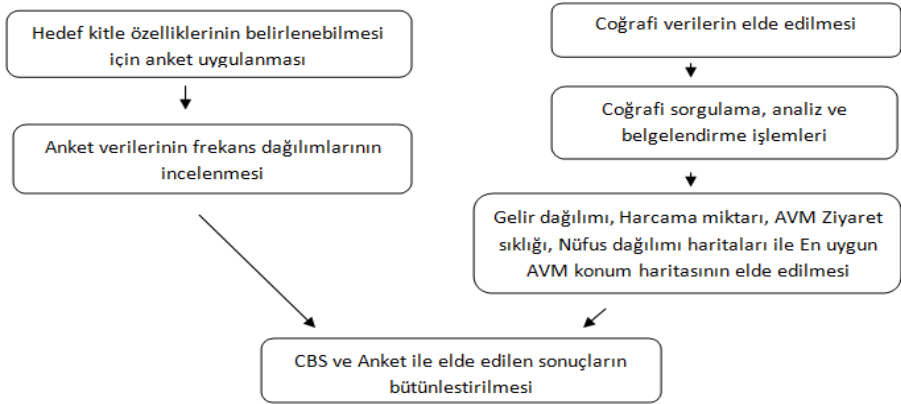 Hedef kitle özelliklerinin belirlenebilmesi
için anket uygulanması
Anket verilerinin frekans dağılımlarının
incelenmesi
Coğrafi verilerin elde edilmesi
Coğrafi sorgulama, analiz ve
belgelendirme işlemleri
Gelir dağılımı, Harcama miktarı, AVM Ziyaret
sıklığı, Nüfus dağılımı haritaları ile En uygun
AVM konum haritasının elde edilmesi
CBS ve Anket ile elde edilen sonuçların
bütünlestirilmesi